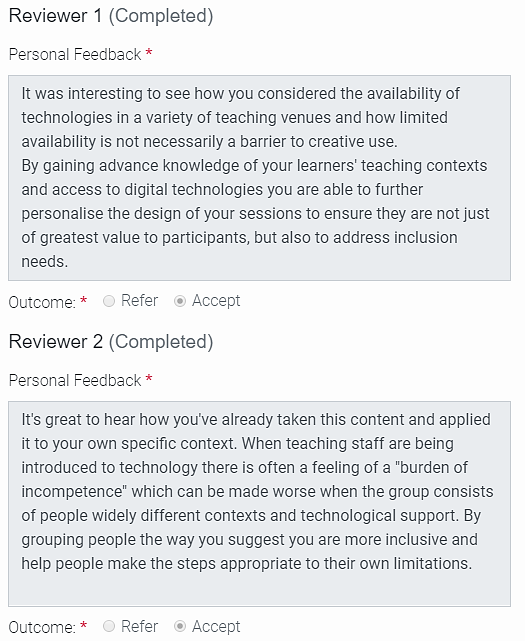 Reviewer 1 (Completed)
Personal Feedback *
It was interesting to see how you considered the availability of
technologies in a variety of teaching venues and how limited
availability is not necessarily a barrier to creative use.
By gaining advance knowledge of your learners' teaching contexts
and access to digital technologies you are able to further
personalise the design of your sessions to ensure they are not just
of greatest value to participants, but also to address inclusion
needs.
Outcome: * Refer Accept
Reviewer 2 (Completed)
Personal Feedback *
It's great to hear how you've already taken this content and applied
it to your own specific context. When teaching staff are being
introduced to technology there is often a feeling of a "burden of
incompetence" which can be made worse when the group consists
of people widely different contexts and technological support. By
grouping people the way you suggest you are more inclusive and
help people make the steps appropriate to their own limitations.
Outcome: * Refer Accept